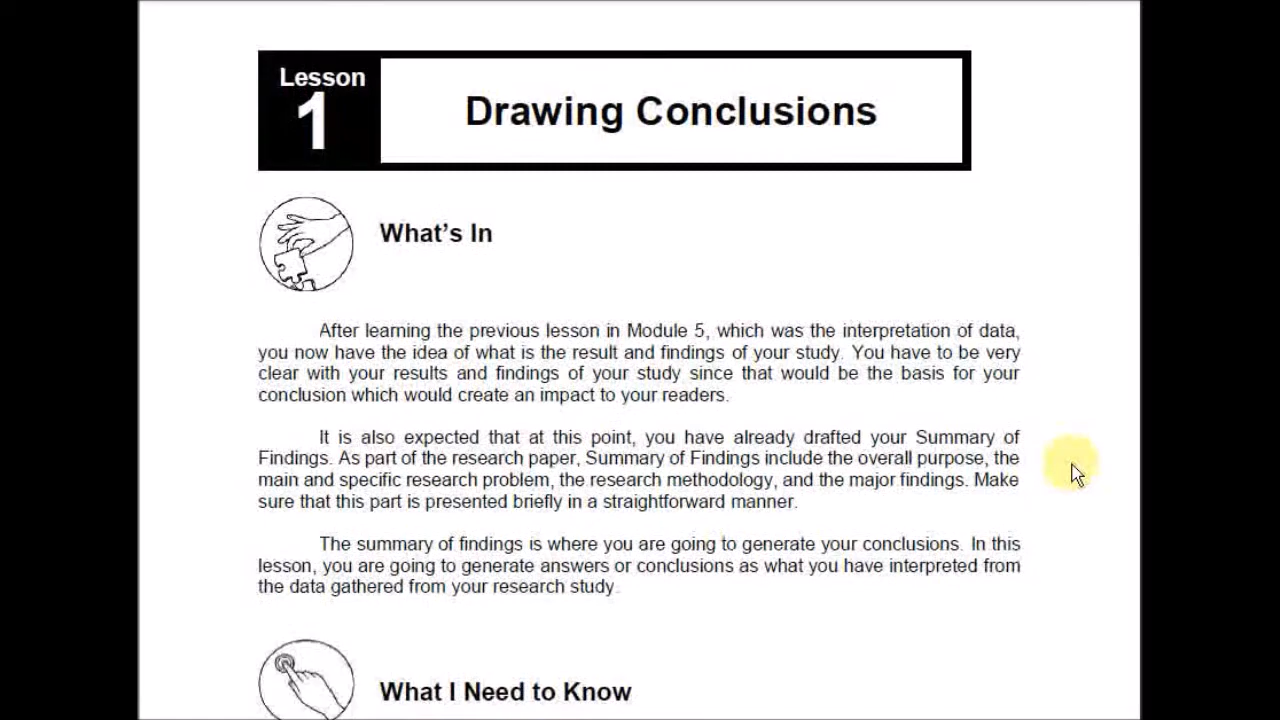 Lesson
1
Drawing Conclusions
What's In
After learning the previous lesson in Module 5, which was the interpretation of data,
you now have the idea of what is the result and findings of your study. You have to be very
clear with your results and findings of your study since that would be the basis for your
conclusion which would create an impact to your readers.
It is also expected that at this point, you have already drafted your Summary of
Findings. As part of the research paper, Summary of Findings include the overall purpose, the
main and specific research problem, the research methodology, and the major findings. Make
sure that this part is presented briefly in a straightforward manner.
The summary of findings is where you are going to generate your conclusions. In this
lesson, you are going to generate answers or conclusions as what you have interpreted from
the data gathered from your research study.
What I Need to Know